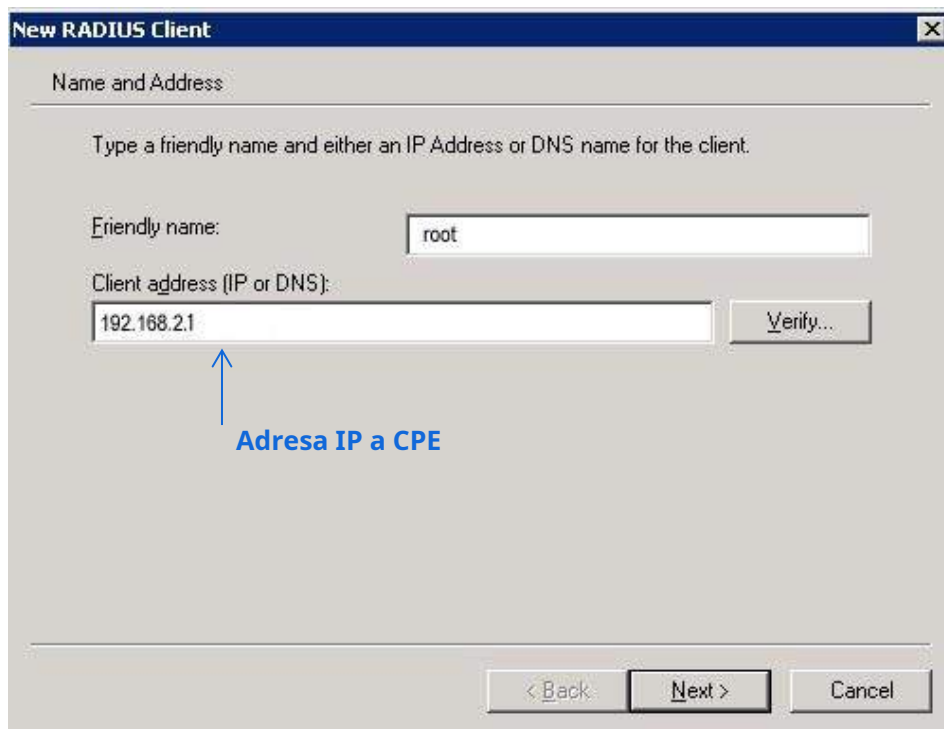 New RADIUS Client
Name and Address
Type a friendly name and either an IP Address or DNS name for the client.
Friendly name:
root
Client address (IP or DNS):
192.168.2.1
Verify...
Adresa IP a CPE
< Back
Next >
Cancel